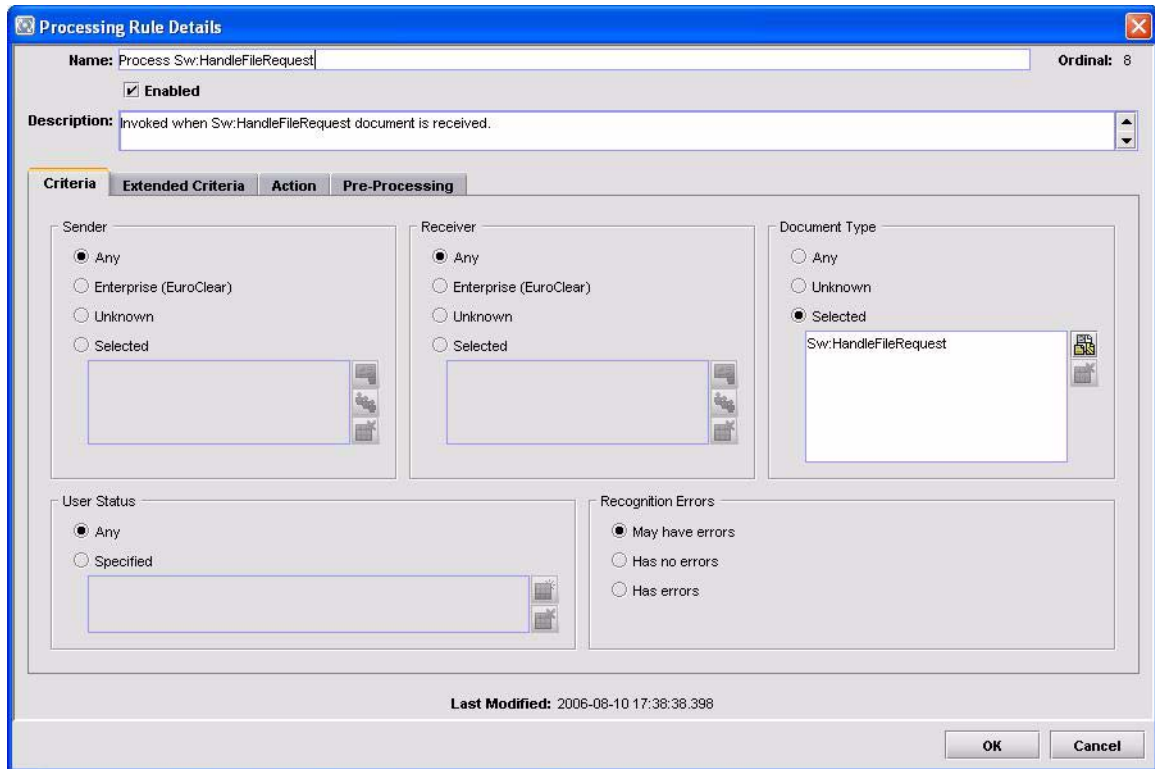 Processing Rule Details
Name: Process Sw:HandleFileRequest Ordinal: 8
Enabled
Description: Invoked when Sw:HandleFileRequest document is received.
Criteria Extended Criteria Action Pre-Processing
Sender
Any
Enterprise (EuroClear)
Unknown
Selected
Receiver
Any
Enterprise (EuroClear)
Unknown
Selected
Document Type
Any
Unknown
Selected
Sw:HandleFileRequest
User Status
Any
Specified
Recognition Errors
May have errors
Has no errors
Has errors
Last Modified: 2006-08-10 17:38:38.398
OK Cancel